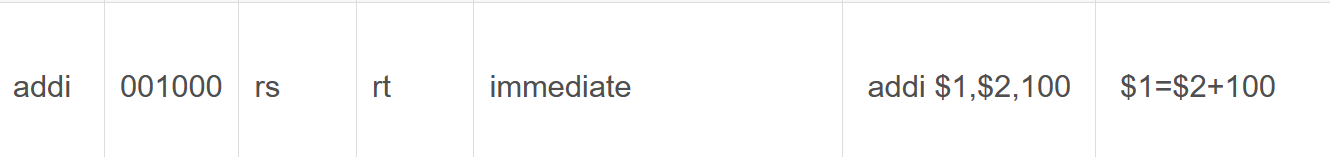 addi 001000 rs rt immediate addi $1,$2,100 $1=$2+100